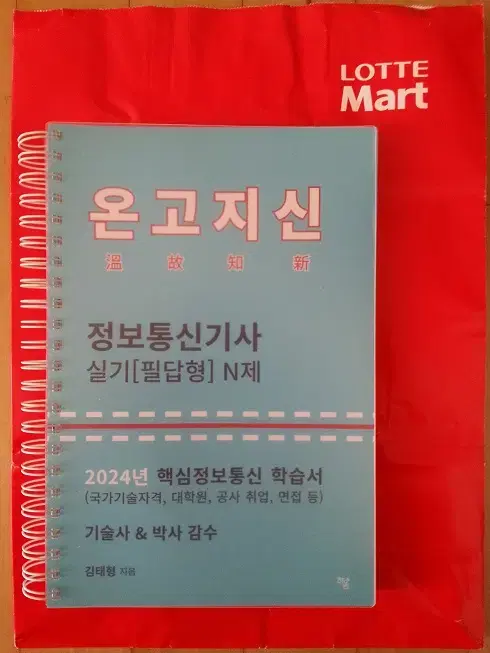 LOTTE
Mart
온고지신
溫故知新
정보통신기사
실기[필답형] N제
2024년 핵심정보통신 학습서
(국가기술자격, 대학원, 공사 취업, 면접 등)
기술사 & 박사 감수
김태형 지음